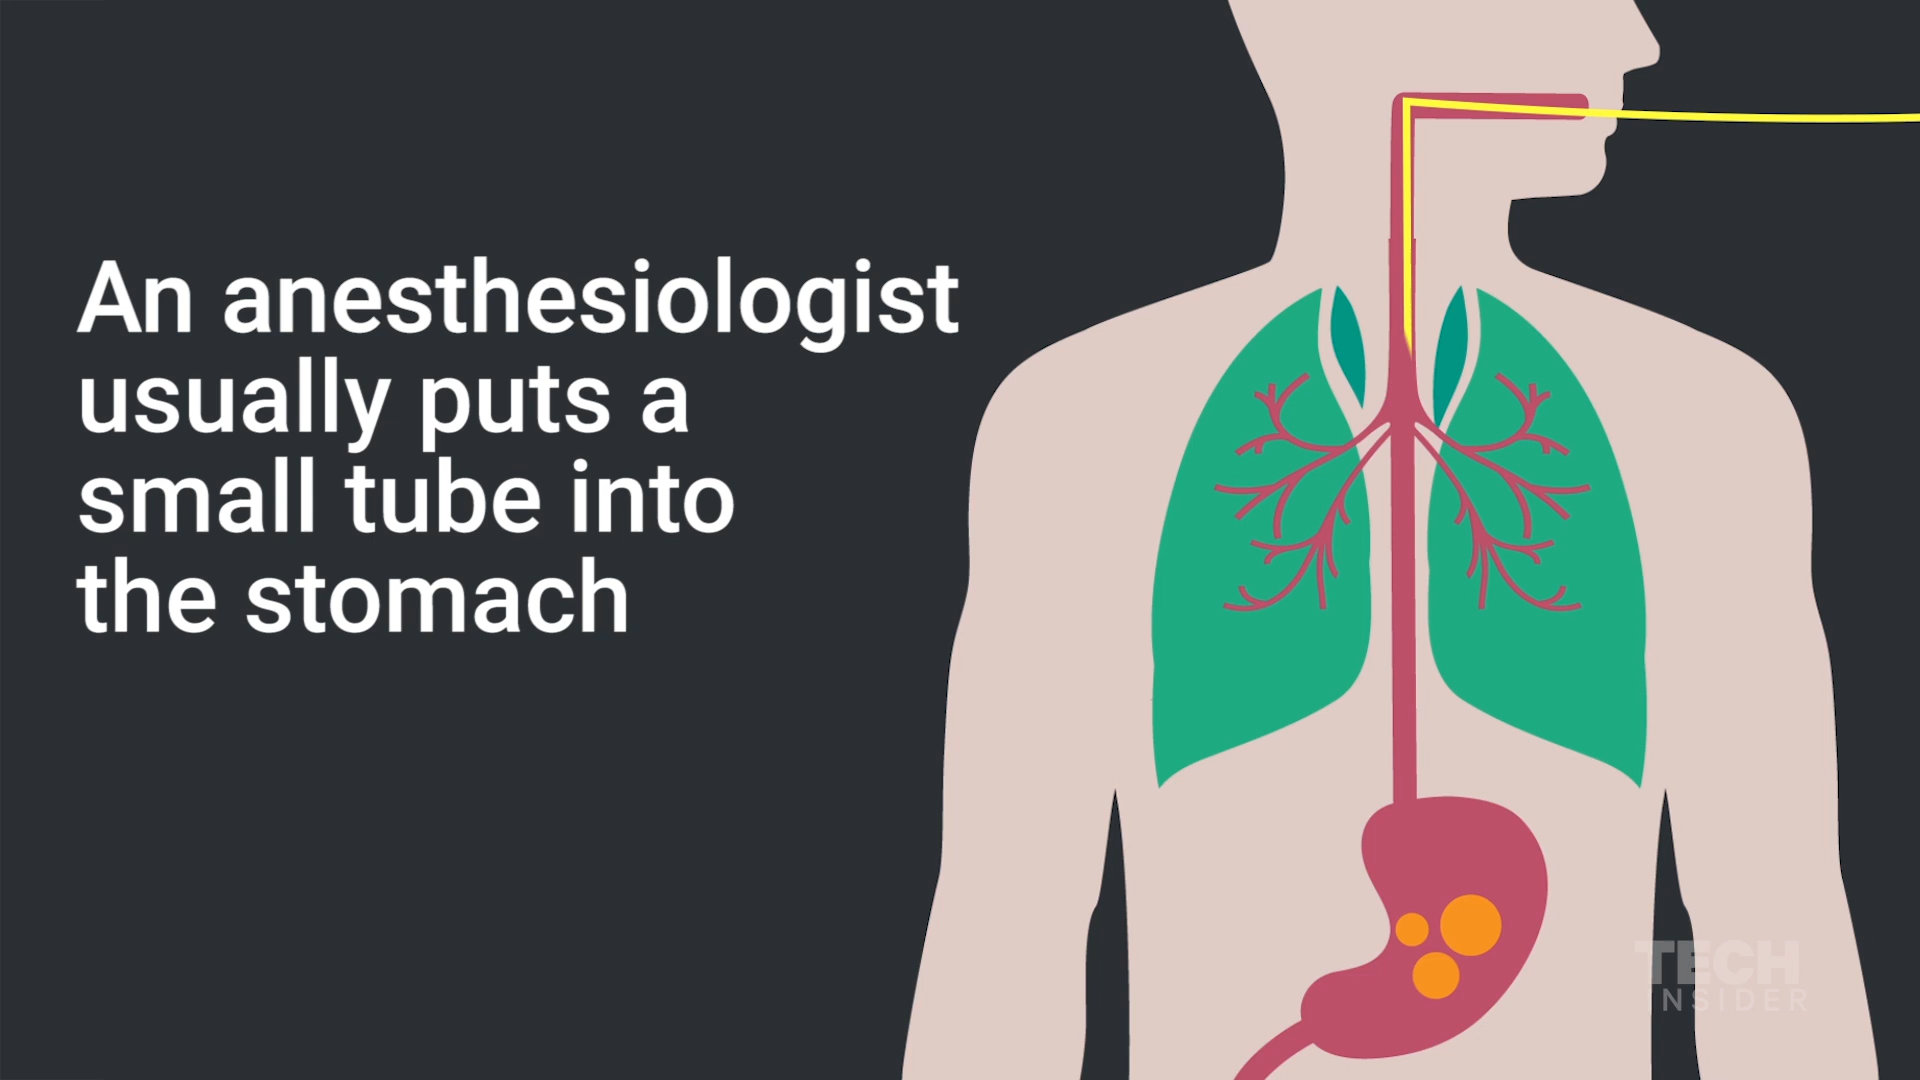 An anesthesiologist
usually puts a
small tube into
the stomach
TECH
INSIDER